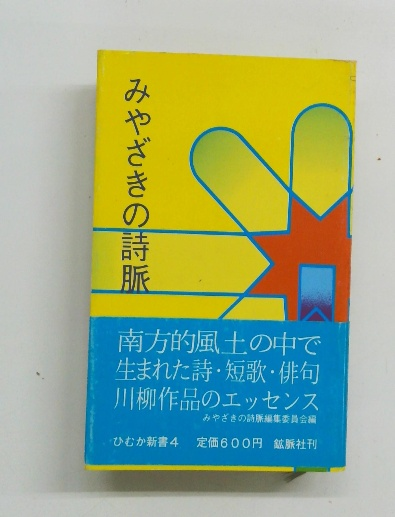 みやざきの詩脈
南方的風土の中で
生まれた詩・短歌・俳句
川柳作品のエッセンス
みやざきの詩脈編集委員会編
ひむか新書4 定価600円 鉱脈社刊